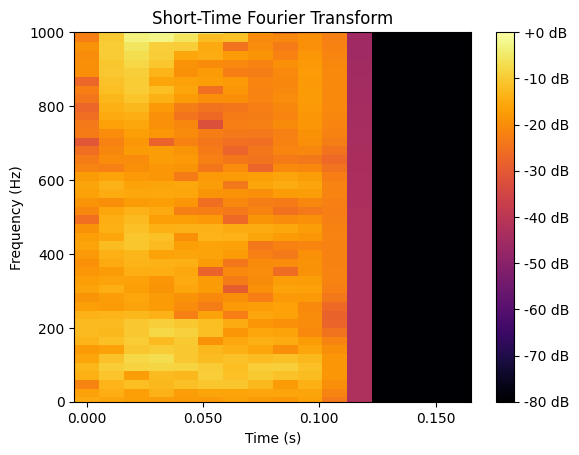 Short-Time Fourier Transform
1000
800
600
400
200
0
Frequency (Hz)
0.000
0.050
0.100
0.150
Time (s)
+0 dB
-10 dB
-20 dB
-30 dB
-40 dB
-50 dB
-60 dB
-70 dB
-80 dB